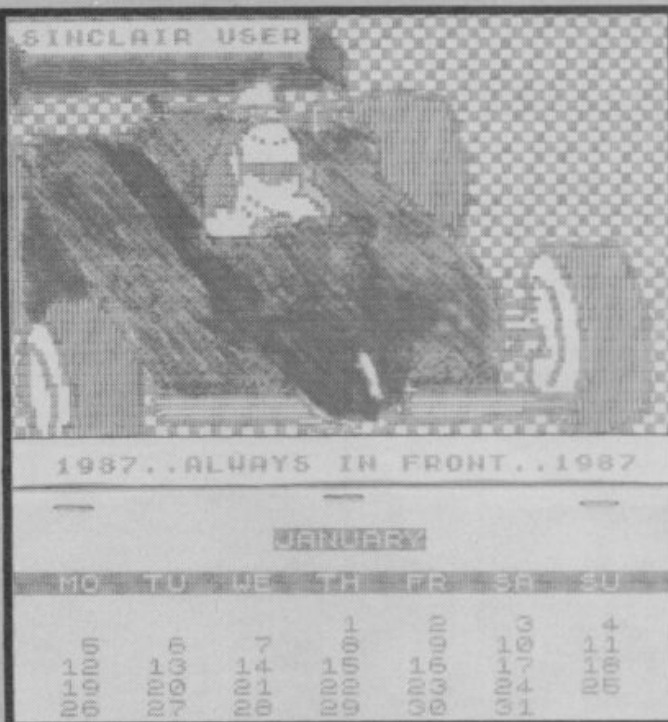 SINCLAIR USER
1987..ALWAYS IN FRONT..1987
JANUARY
MO TU WE TH FR SA SU
1 2 3 4
5 6 7 8 9 10 11
12 13 14 15 16 17 18
19 20 21 22 23 24 25
26 27 28 29 30 31